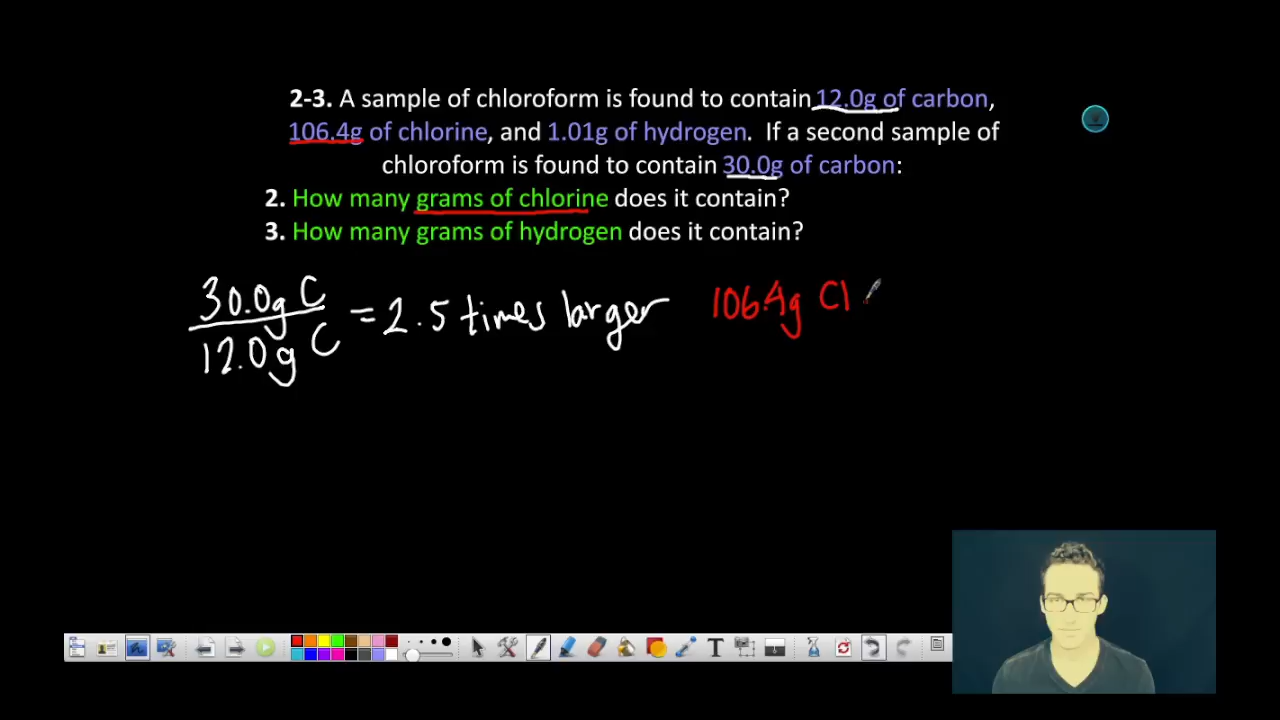 2-3. A sample of chloroform is found to contain 12.0g of carbon,
106.4g of chlorine, and 1.01g of hydrogen. If a second sample of
chloroform is found to contain 30.0g of carbon:
2. How many grams of chlorine does it contain?
3. How many grams of hydrogen does it contain?
30.0g C
12.0g C
= 2.5 times larger
106.4g Cl
T